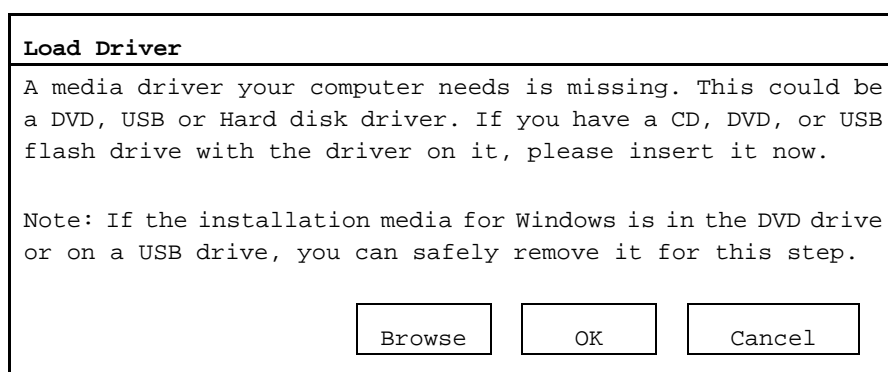 Load Driver
A media driver your computer needs is missing. This could be
a DVD, USB or Hard disk driver. If you have a CD, DVD, or USB
flash drive with the driver on it, please insert it now.
Note: If the installation media for Windows is in the DVD drive
or on a USB drive, you can safely remove it for this step.
Browse OK Cancel